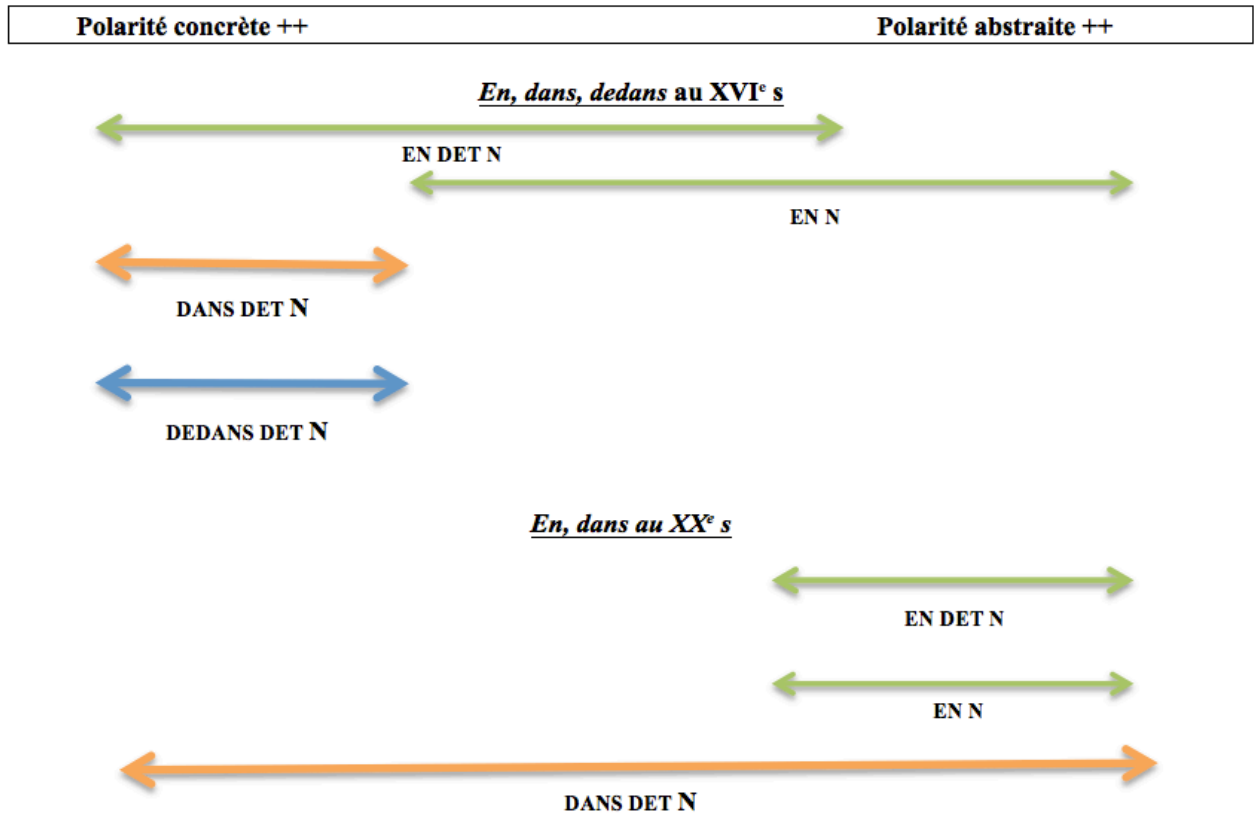 Polarité concrète ++ Polarité abstraite ++
En, dans, dedans au XVIe s
EN DET N
EN N
DANS DET N
DEDANS DET N
En, dans au XXe s
EN DET N
EN N
DANS DET N